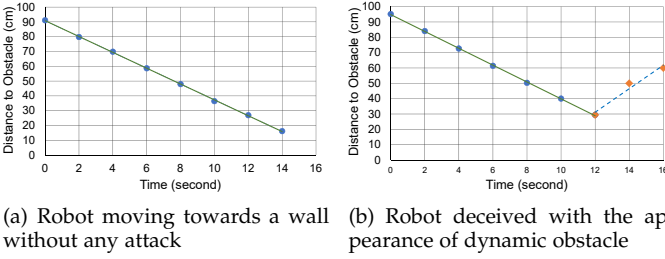 100
90
80
70
60
50
40
30
20
10
0
Distance to Obstacle (cm)
0 2 4 6 8 10 12 14 16
Time (second)
(a) Robot moving towards a wall
without any attack
100
90
80
70
60
50
40
30
20
10
0
Distance to Obstacle (cm)
0 2 4 6 8 10 12 14 16
Time (second)
(b) Robot deceived with the ap
pearance of dynamic obstacle